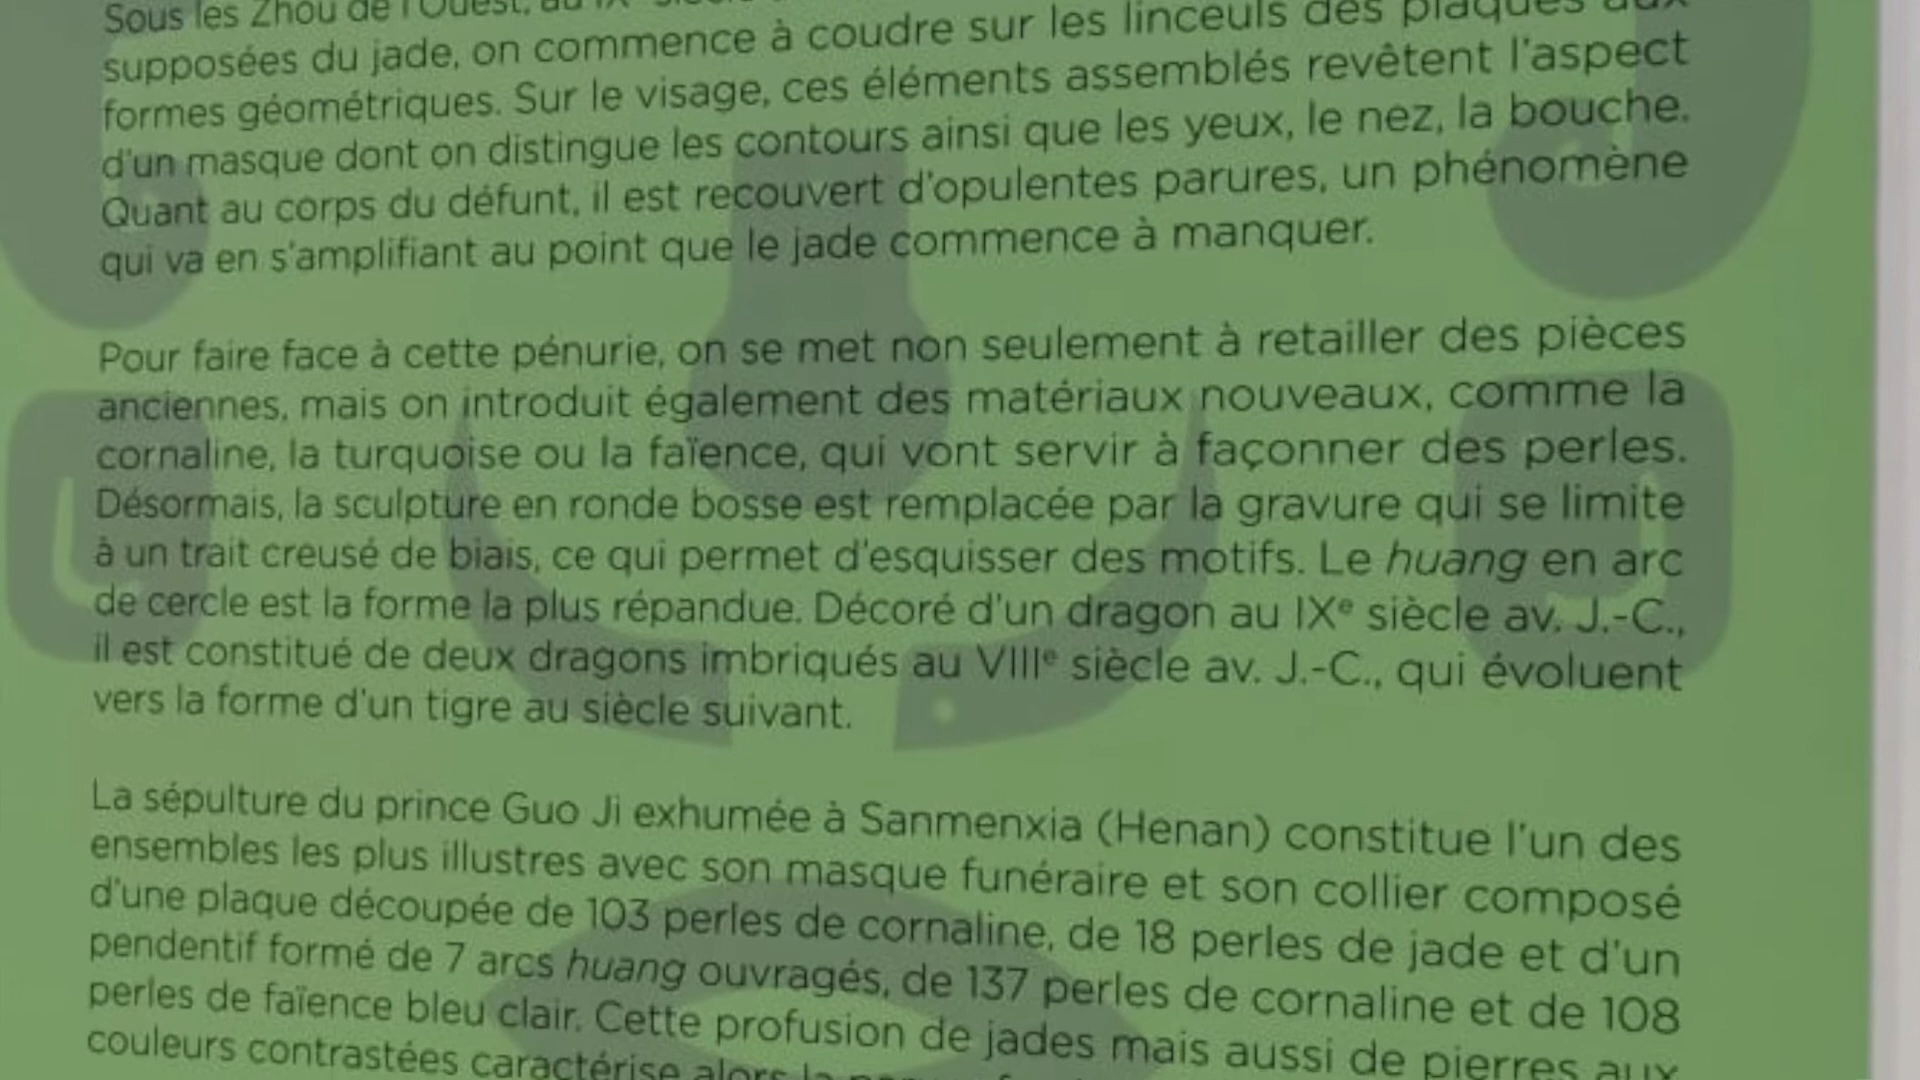 Sous les Zhou de l'Ouest, au IXe
supposées du jade, on commence à coudre sur les linceuls des plaques aux
formes géométriques. Sur le visage, ces éléments assemblés revêtent l'aspect
d'un masque dont on distingue les contours ainsi que les yeux, le nez, la bouche.
Quant au corps du défunt, il est recouvert d'opulentes parures, un phénomène
qui va en s'amplifiant au point que le jade commence à manquer.
Pour faire face à cette pénurie, on se met non seulement à retailler des pièces
anciennes, mais on introduit également des matériaux nouveaux, comme la
cornaline, la turquoise ou la faïence, qui vont servir à façonner des perles.
Désormais, la sculpture en ronde bosse est remplacée par la gravure qui se limite
à un trait creusé de biais, ce qui permet d'esquisser des motifs. Le huang en arc
de cercle est la forme la plus répandue. Décoré d'un dragon au IXe siècle av. J.-C.,
il est constitué de deux dragons imbriqués au VIIIe siècle av. J.-C., qui évoluent
vers la forme d'un tigre au siècle suivant.
La sépulture du prince Guo Ji exhumée à Sanmenxia (Henan) constitue l'un des
ensembles les plus illustres avec son masque funéraire et son collier composé
d'une plaque découpée de 103 perles de cornaline, de 18 perles de jade et d'un
pendentif formé de 7 arcs huang ouvragés, de 137 perles de cornaline et de 108
perles de faïence bleu clair. Cette profusion de jades mais aussi de pierres aux
couleurs contrastées caractérise alors la